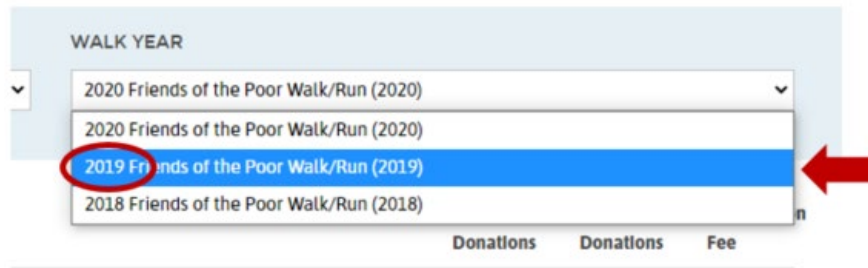 WALK YEAR
2020 Friends of the Poor Walk/Run (2020)
2020 Friends of the Poor Walk/Run (2020)
2019 Friends of the Poor Walk/Run (2019)
2018 Friends of the Poor Walk/Run (2018)
Donations Donations Fee